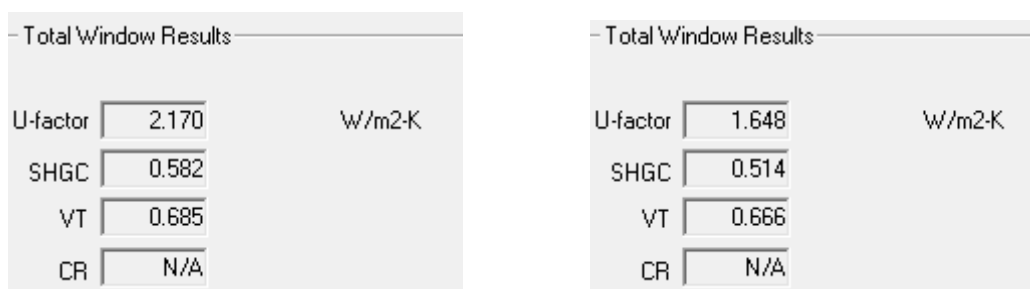 Total Window Results
U-factor 2.170 W/m2-K
SHGC 0.582
VT 0.685
CR N/A
Total Window Results
U-factor 1.648 W/m2-K
SHGC 0.514
VT 0.666
CR N/A